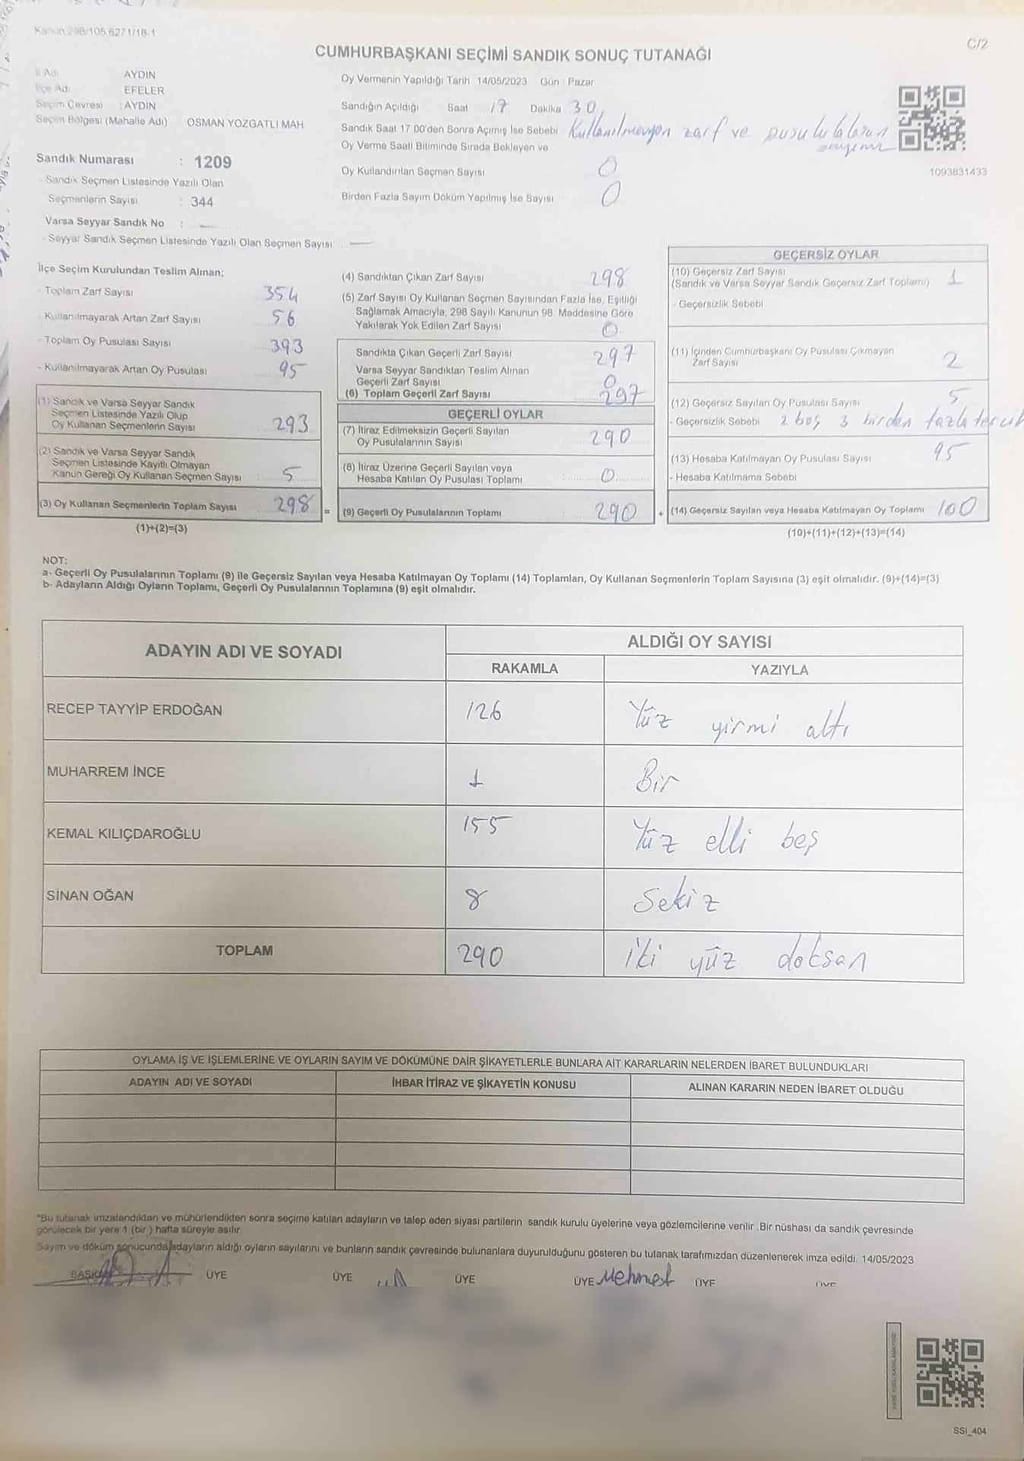 Kanun 298/105,6271/18-1
C/2
CUMHURBAŞKANI SEÇİMİ SANDIK SONUÇ TUTANAĞI
İl Adı AYDIN
İlçe Adı EFELER
Seçim Çevresi : AYDIN
Seçim Bölgesi (Mahalle Adı) OSMAN YOZGATLI MAH
Sandık Numarası : 1209
- Sandık Seçmen Listesinde Yazılı Olan
Seçmenlerin Sayısı : 344
Varsa Seyyar Sandık No : —
- Seyyar Sandık Seçmen Listesinde Yazılı Olan Seçmen Sayısı : —
Oy Vermenin Yapıldığı Tarih 14/05/2023 Gün : Pazar
Sandığın Açıldığı Saat 17 Dakika 30
Sandık Saat 17:00'den Sonra Açımış İse Sebebi Kullanılmayan zarf ve pusulaların sayımı
Oy Verme Saati Bitiminde Sırada Bekleyen ve
Oy Kullandırılan Seçmen Sayısı 0
Birden Fazla Sayım Döküm Yapılmış İse Sayısı 0
1093831433
İlçe Seçim Kurulundan Teslim Alınan;
- Toplam Zarf Sayısı 354
- Kullanılmayarak Artan Zarf Sayısı 56
- Toplam Oy Pusulası Sayısı 393
- Kullanılmayarak Artan Oy Pusulası 95
(1) Sandık ve Varsa Seyyar Sandık
Seçmen Listesinde Yazılı Olup
Oy Kullanan Seçmenlerin Sayısı 293
(2) Sandık ve Varsa Seyyar Sandık
Seçmen Listesinde Kayıtlı Olmayan
Kanun Gereği Oy Kullanan Seçmen Sayısı 5
(3) Oy Kullanan Seçmenlerin Toplam Sayısı 298 =
(1)+(2)=(3)
(4) Sandıktan Çıkan Zarf Sayısı 298
(5) Zarf Sayısı Oy Kullanan Seçmen Sayısından Fazla İse, Eşitliği
Sağlamak Amacıyla, 298 Sayılı Kanunun 98. Maddesine Göre
Yakılarak Yok Edilen Zarf Sayısı 0
Sandıkta Çıkan Geçerli Zarf Sayısı 297
Varsa Seyyar Sandıktan Teslim Alınan
Geçerli Zarf Sayısı 0
(6) Toplam Geçerli Zarf Sayısı 297
GEÇERLİ OYLAR
(7) İtiraz Edilmeksizin Geçerli Sayılan
Oy Pusulalarının Sayısı 290
(8) İtiraz Üzerine Geçerli Sayılan veya
Hesaba Katılan Oy Pusulası Toplamı 0
(9) Geçerli Oy Pusulalarının Toplamı 290 +
GEÇERSİZ OYLAR
(10) Geçersiz Zarf Sayısı
(Sandık ve Varsa Seyyar Sandık Geçersiz Zarf Toplamı) 1
- Geçersizlik Sebebi
(11) İçinden Cumhurbaşkanı Oy Pusulası Çıkmayan
Zarf Sayısı 2
(12) Geçersiz Sayılan Oy Pusulası Sayısı 5
- Geçersizlik Sebebi 2 boş 3 birden fazla tercih
(13) Hesaba Katılmayan Oy Pusulası Sayısı 95
- Hesaba Katılmama Sebebi
(14) Geçersiz Sayılan veya Hesaba Katılmayan Oy Toplamı 100
(10)+(11)+(12)+(13)=(14)
NOT:
a- Geçerli Oy Pusulalarının Toplamı (9) ile Geçersiz Sayılan veya Hesaba Katılmayan Oy Toplamı (14) Toplamları, Oy Kullanan Seçmenlerin Toplam Sayısına (3) eşit olmalıdır. (9)+(14)=(3)
b- Adayların Aldığı Oyların Toplamı, Geçerli Oy Pusulalarının Toplamına (9) eşit olmalıdır.
ADAYIN ADI VE SOYADI
ALDIĞI OY SAYISI
RAKAMLA YAZIYLA
RECEP TAYYİP ERDOĞAN 126 Yüz yirmi altı
MUHARREM İNCE 1 Bir
KEMAL KILIÇDAROĞLU 155 Yüz elli beş
SİNAN OĞAN 8 Sekiz
TOPLAM 290 iki yüz doksan
OYLAMA İŞ VE İŞLEMLERİNE VE OYLARIN SAYIM VE DÖKÜMÜNE DAİR ŞİKAYETLERLE BUNLARA AİT KARARLARIN NELERDEN İBARET BULUNDUKLARI
ADAYIN ADI VE SOYADI İHBAR İTİRAZ VE ŞİKAYETİN KONUSU ALINAN KARARIN NEDEN İBARET OLDUĞU
"Bu tutanak imzalandıktan ve mühürlendikten sonra seçime katılan adayların ve talep eden siyasi partilerin sandık kurulu üyelerine veya gözlemcilerine verilir. Bir nüshası da sandık çevresinde
görülecek bir yere 1 (bir) hafta süreyle asılır.
Sayım ve döküm sonucunda adayların aldığı oyların sayılarını ve bunların sandık çevresinde bulunanlara duyurulduğunu gösteren bu tutanak tarafımızdan düzenlenerek imza edildi. 14/05/2023
BAŞKAN ÜYE ÜYE ÜYE ÜYE Mehmet ÜYE ÜYE
SSİ_404